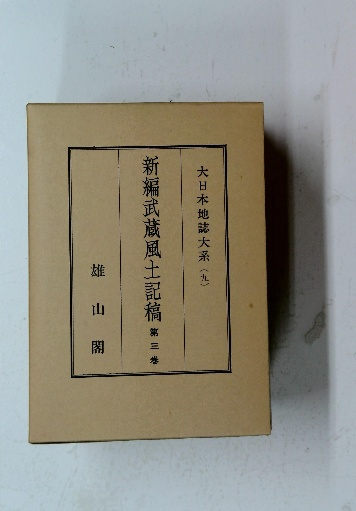 大日本地誌大系（九）
新編武蔵風土記稿 第三巻
雄山閣